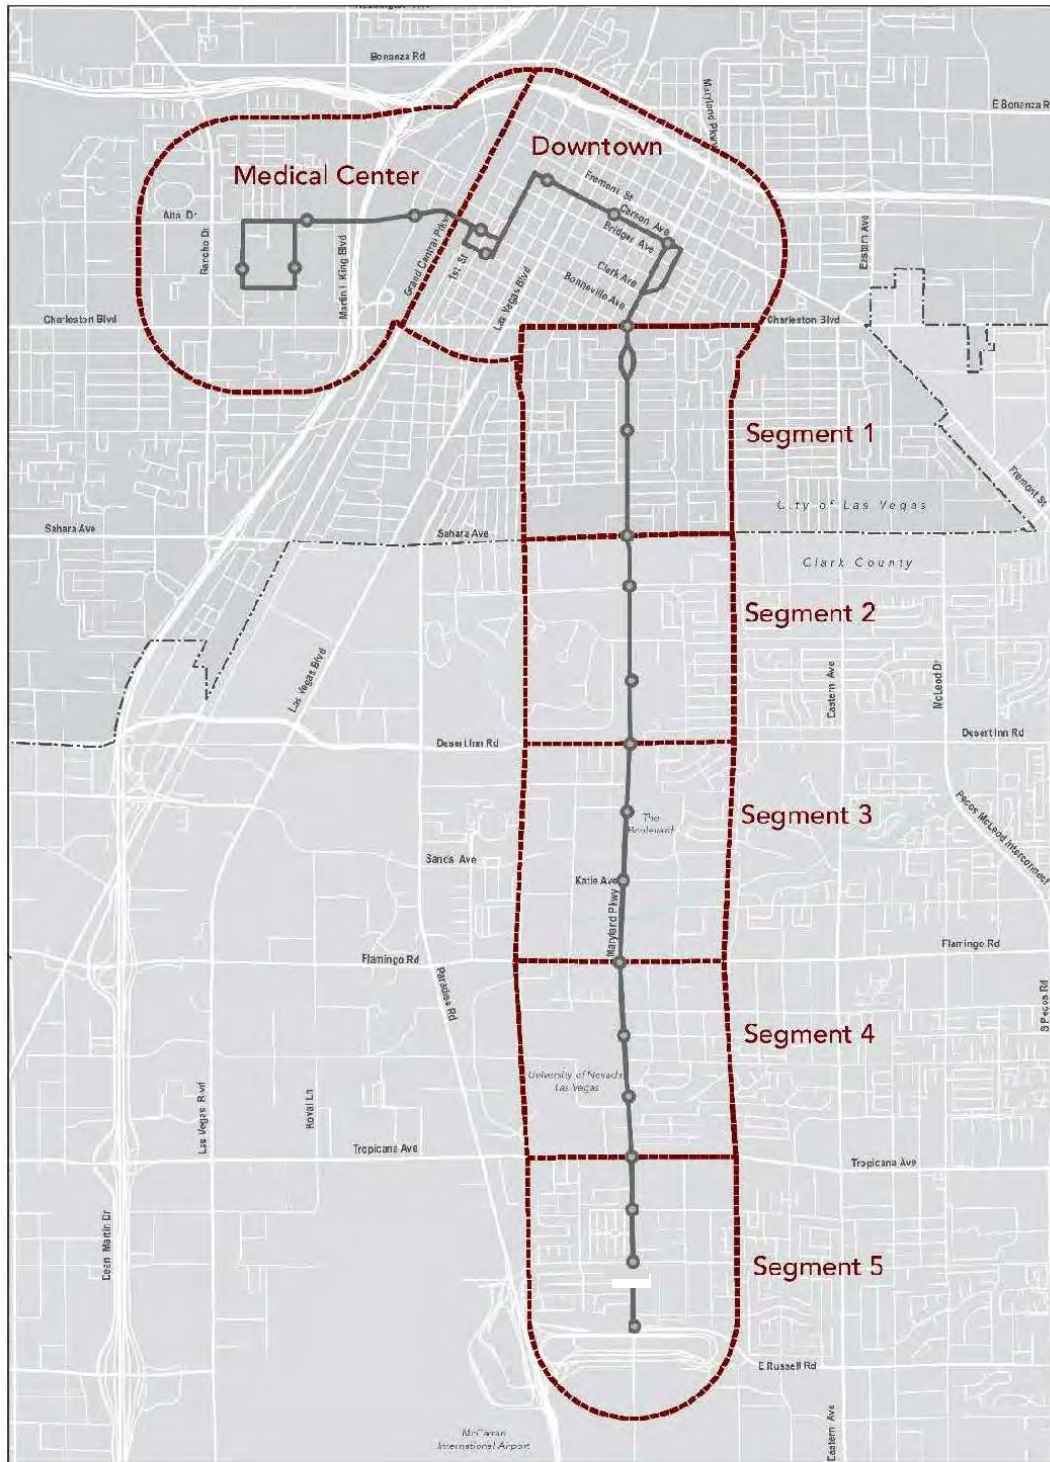 Bonanza Rd
Maryland Pkwy
E Bonanza R
Downtown
Medical Center
Fremont St
Carson Ave
Bridger Ave
Alta Dr
Rancho Dr
Martin L King Blvd
Grand Central Pkwy
1st St
Clark Ave
Bonneville Ave
Las Vegas Blvd
Eastern Ave
Charleston Blvd
Charleston Blvd
Segment 1
Fremont St
City of Las Vegas
Sahara Ave
Sahara Ave
Clark County
Segment 2
Las Vegas Blvd
Eastern Ave
McLeod Dr
Desert Inn Rd
Desert Inn Rd
The
Boulevard
Segment 3
Pecos McLeod Interconnect
Sands Ave
Katie Ave
Maryland Pkwy
Flamingo Rd
Flamingo Rd
Paradise Rd
S Pecos Rd
Segment 4
University of Nevada
Las Vegas
Las Vegas Blvd
Koval Ln
Tropicana Ave
Tropicana Ave
Dean Martin Dr
Segment 5
E Russell Rd
Eastern Ave
McCarran
International Airport